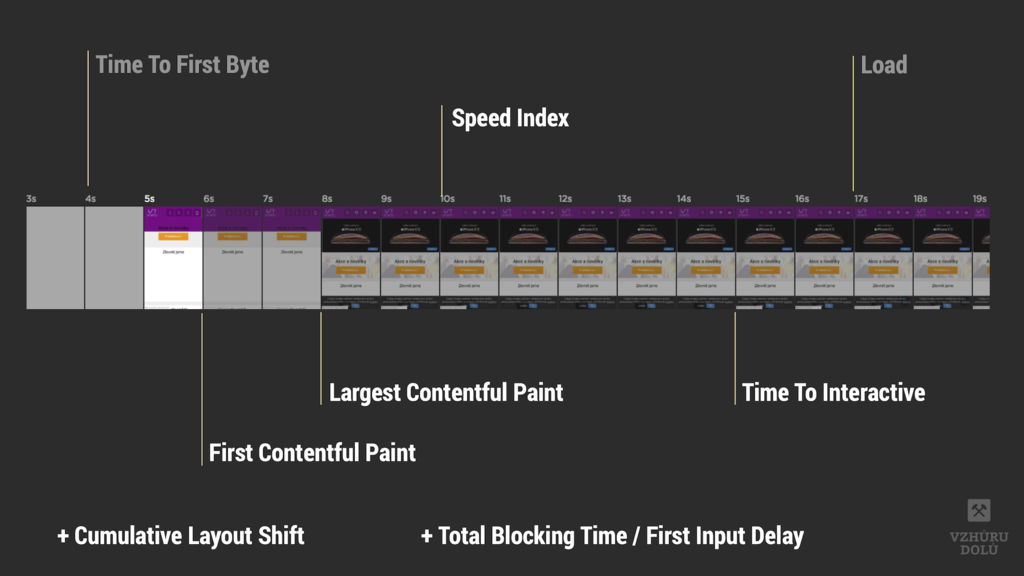 Time To First Byte
Load
Speed Index
3s 4s 5s 6s 7s 8s 9s 10s 11s 12s 13s 14s 15s 16s 17s 18s 19s
Largest Contentful Paint
Time To Interactive
First Contentful Paint
+ Cumulative Layout Shift
+ Total Blocking Time / First Input Delay
VZHŮRU
DOLŮ